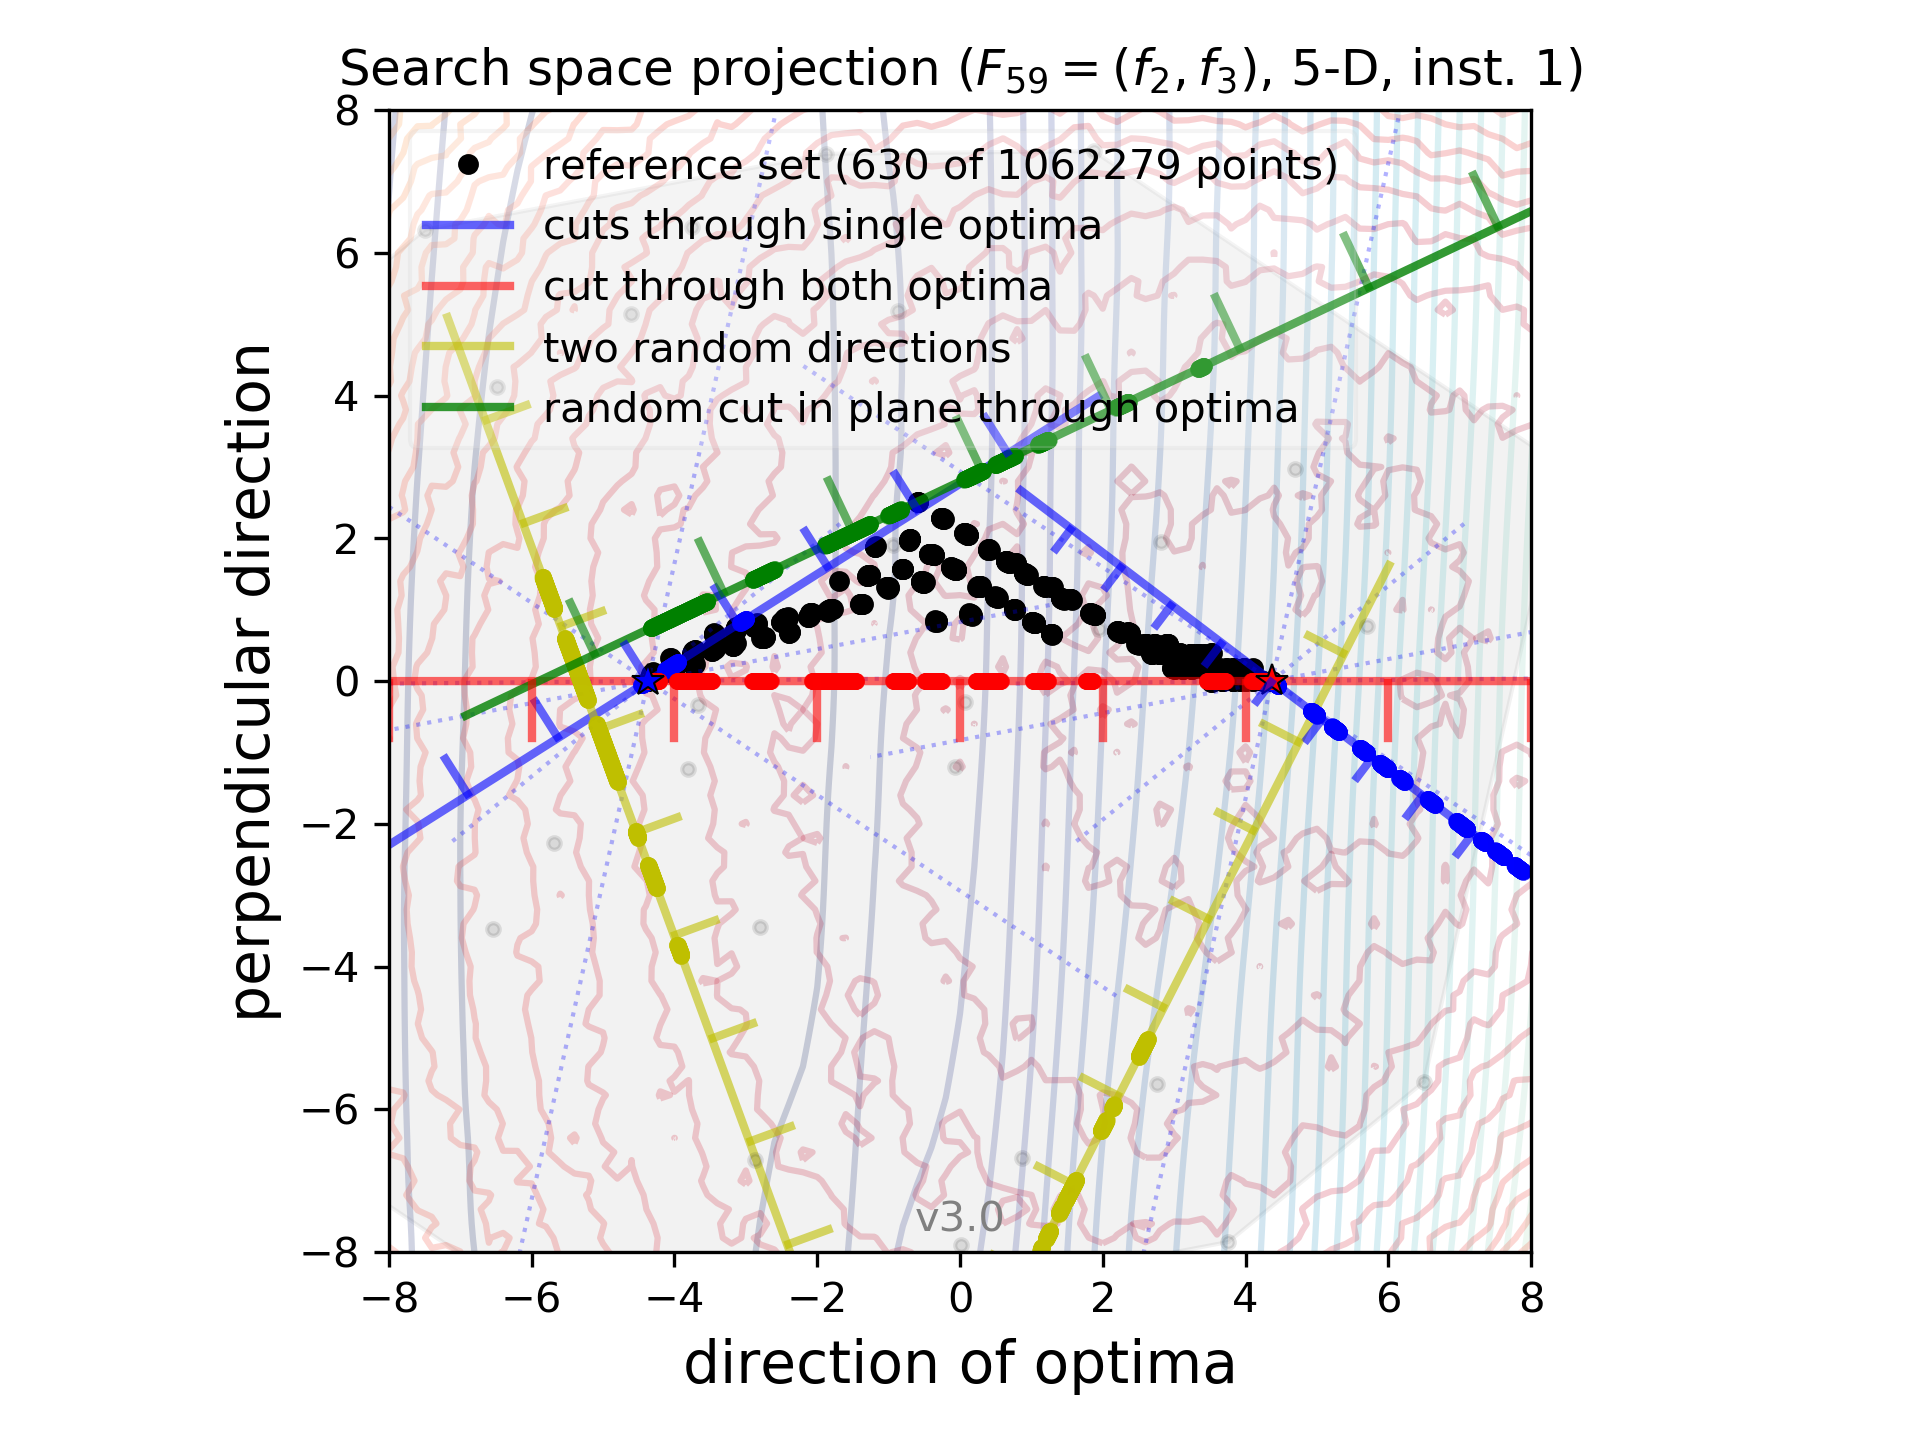 Search space projection (F₅₉ = (f₂, f₃), 5-D, inst. 1)
reference set (630 of 1062279 points)
cuts through single optima
cut through both optima
two random directions
random cut in plane through optima
8
6
4
2
0
−2
−4
−6
−8
perpendicular direction
v3.0
−8 −6 −4 −2 0 2 4 6 8
direction of optima